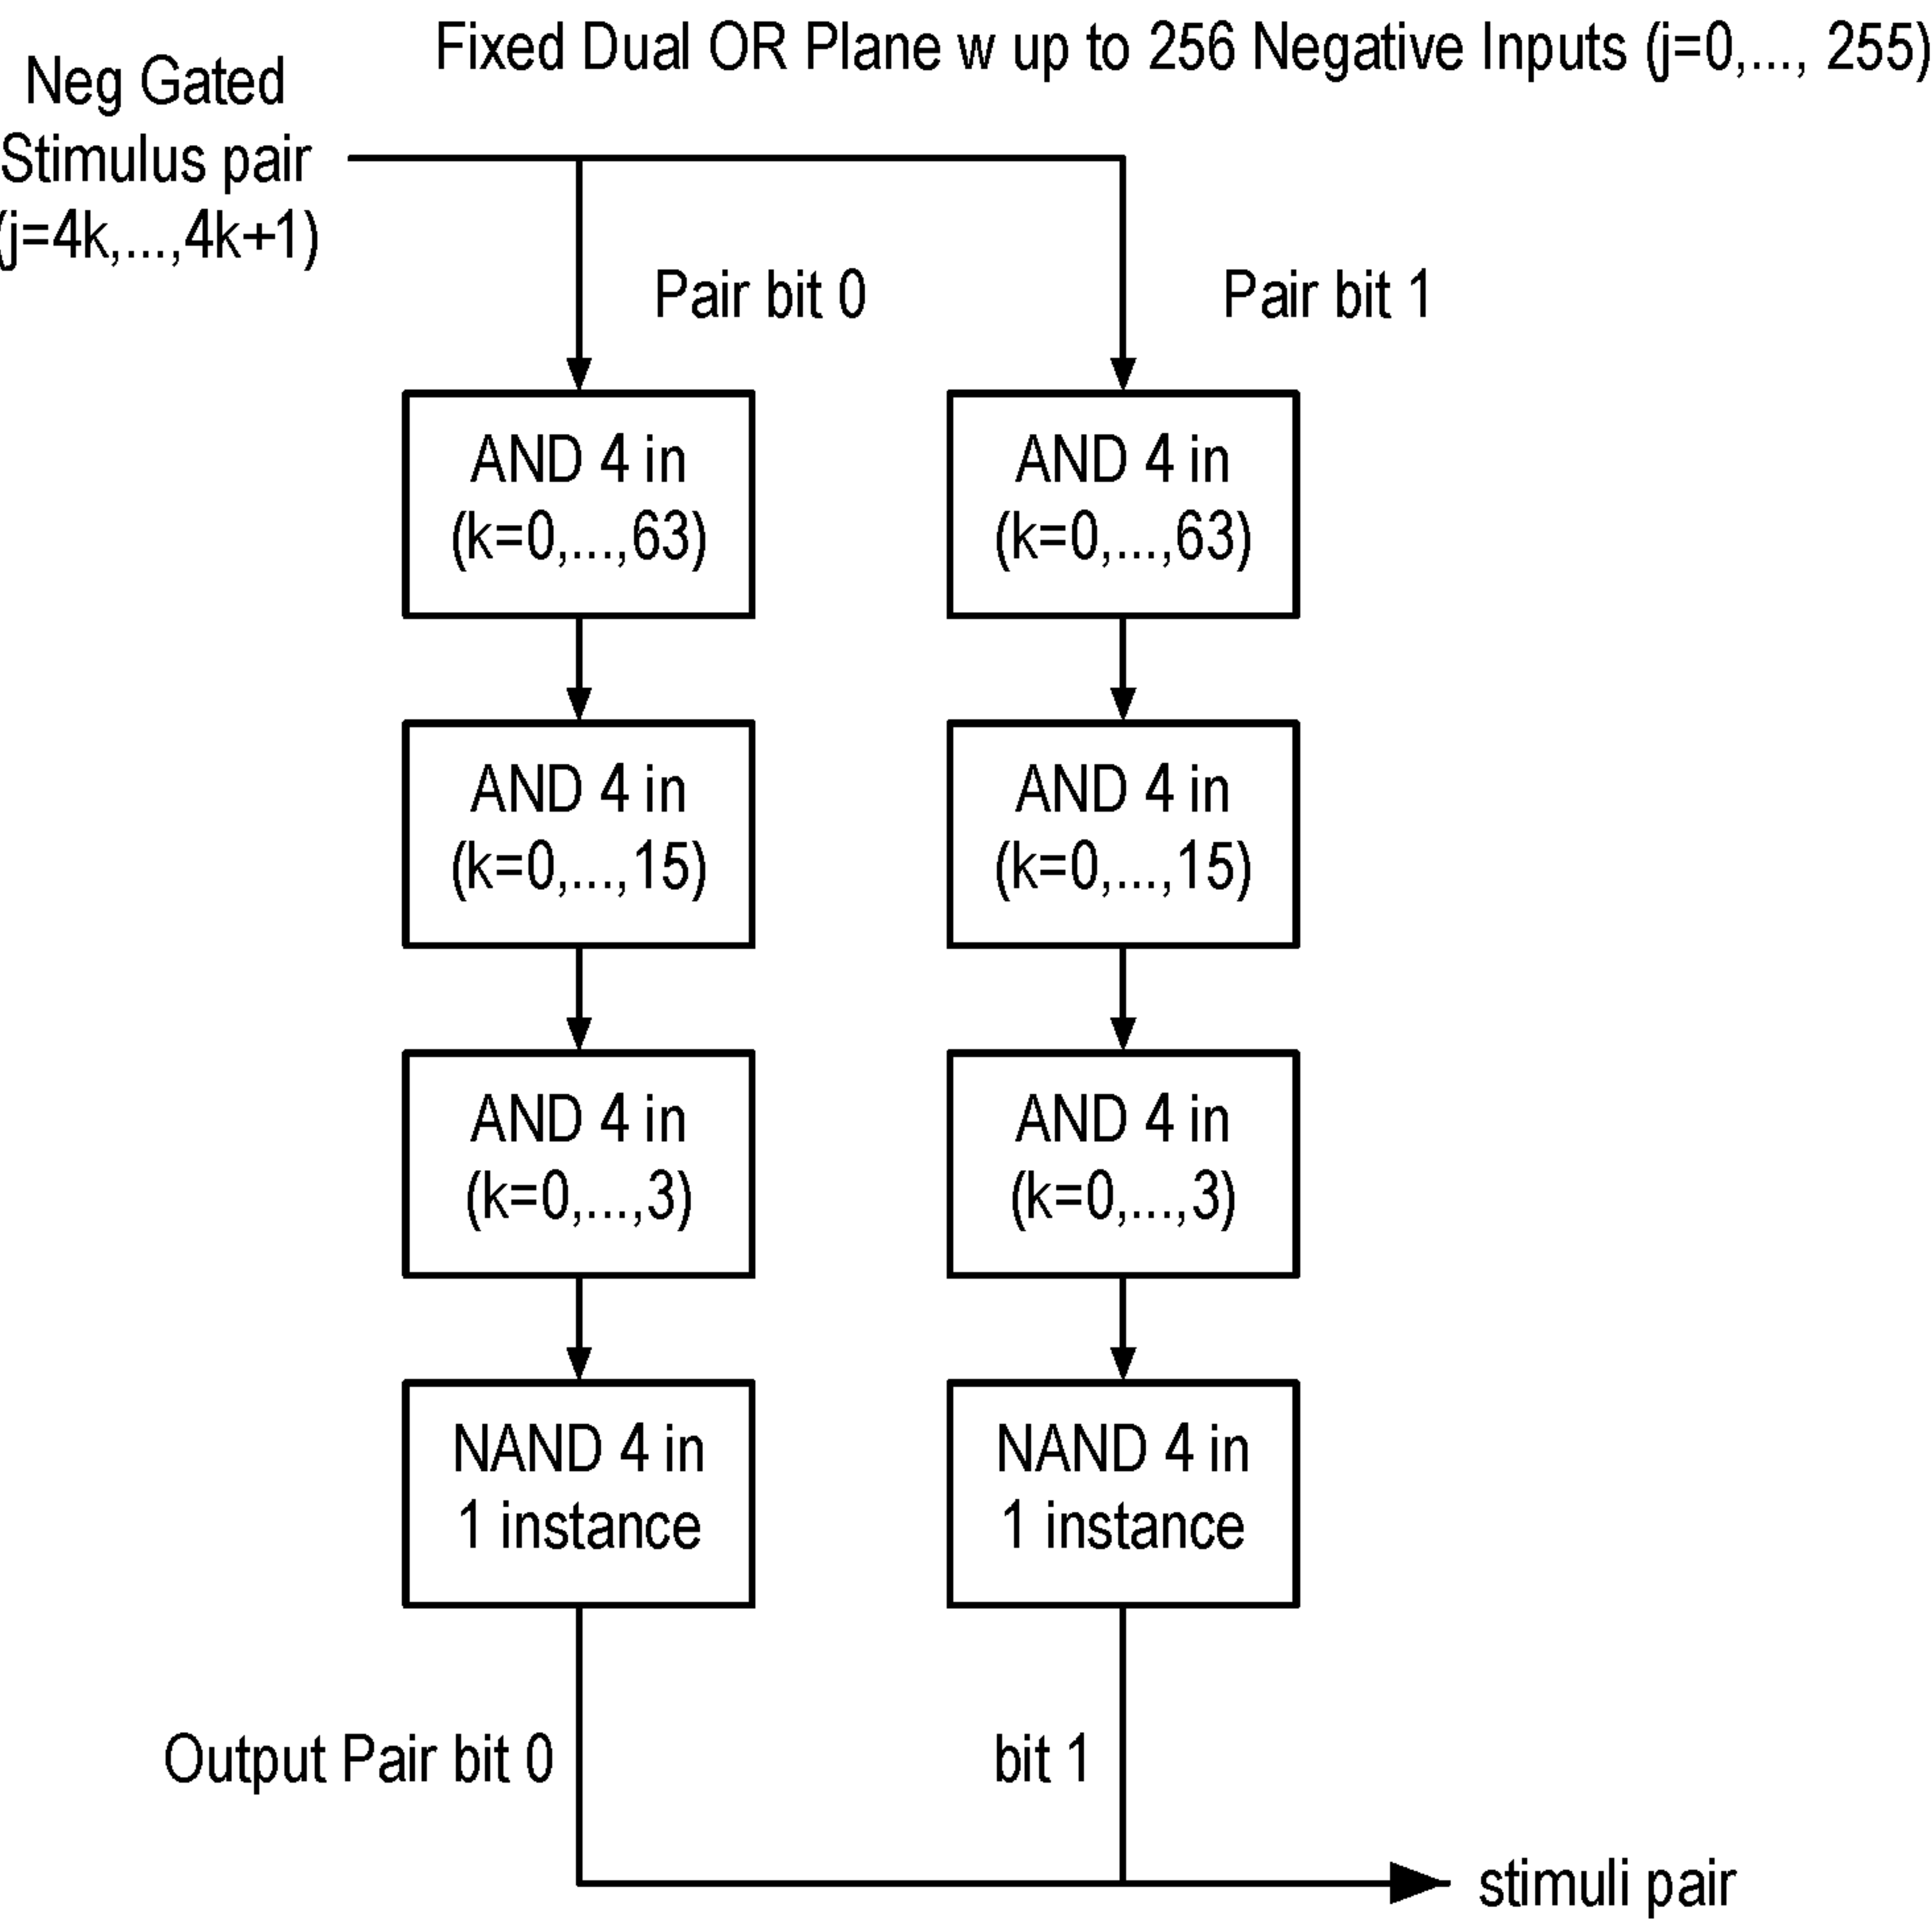 Fixed Dual OR Plane w up to 256 Negative Inputs (j=0,..., 255)
Neg Gated
Stimulus pair
(j=4k,...,4k+1)
Pair bit 0
Pair bit 1
AND 4 in
(k=0,...,63)
AND 4 in
(k=0,...,63)
AND 4 in
(k=0,...,15)
AND 4 in
(k=0,...,15)
AND 4 in
(k=0,...,3)
AND 4 in
(k=0,...,3)
NAND 4 in
1 instance
NAND 4 in
1 instance
Output Pair bit 0
bit 1
stimuli pair